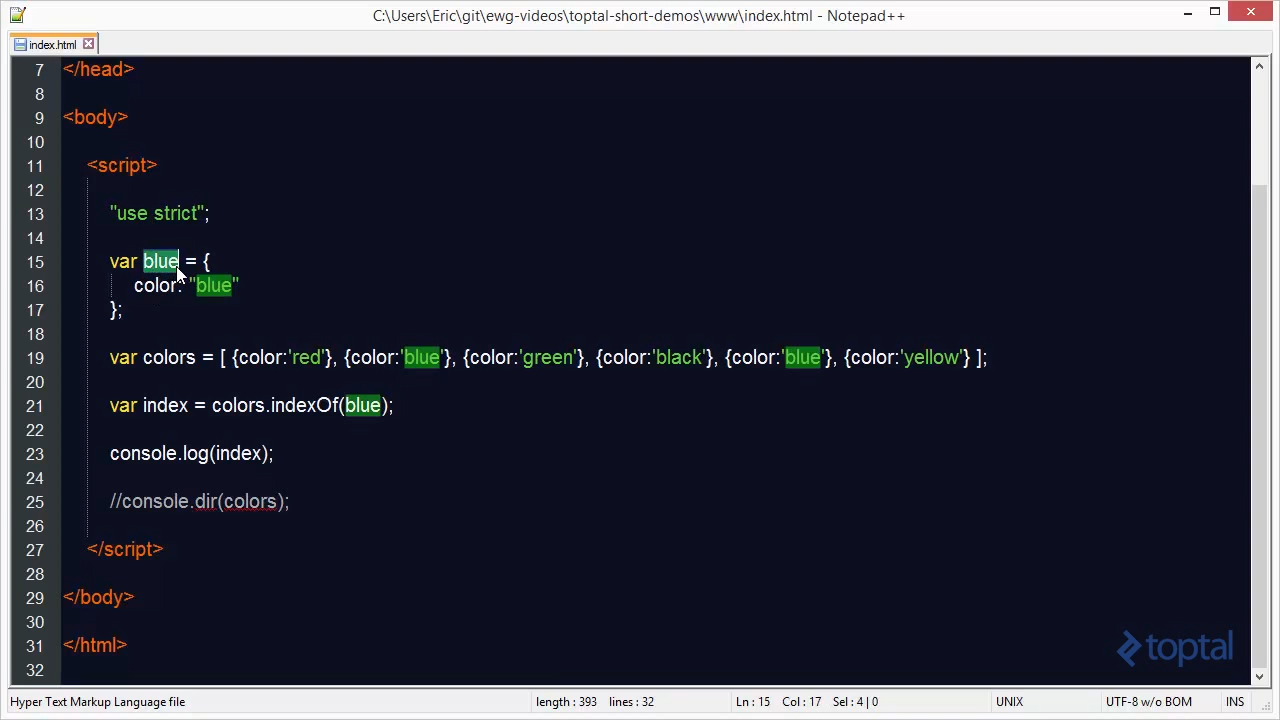 C:\Users\Eric\git\ewg-videos\toptal-short-demos\www\index.html - Notepad++
index.html
7 </head>
8
9 <body>
10
11 <script>
12
13 "use strict";
14
15 var blue = {
16 color: "blue"
17 };
18
19 var colors = [ {color:'red'}, {color:'blue'}, {color:'green'}, {color:'black'}, {color:'blue'}, {color:'yellow'} ];
20
21 var index = colors.indexOf(blue);
22
23 console.log(index);
24
25 //console.dir(colors);
26
27 </script>
28
29 </body>
30
31 </html>
32
toptal
Hyper Text Markup Language file length : 393 lines : 32 Ln : 15 Col : 17 Sel : 4 | 0 UNIX UTF-8 w/o BOM INS